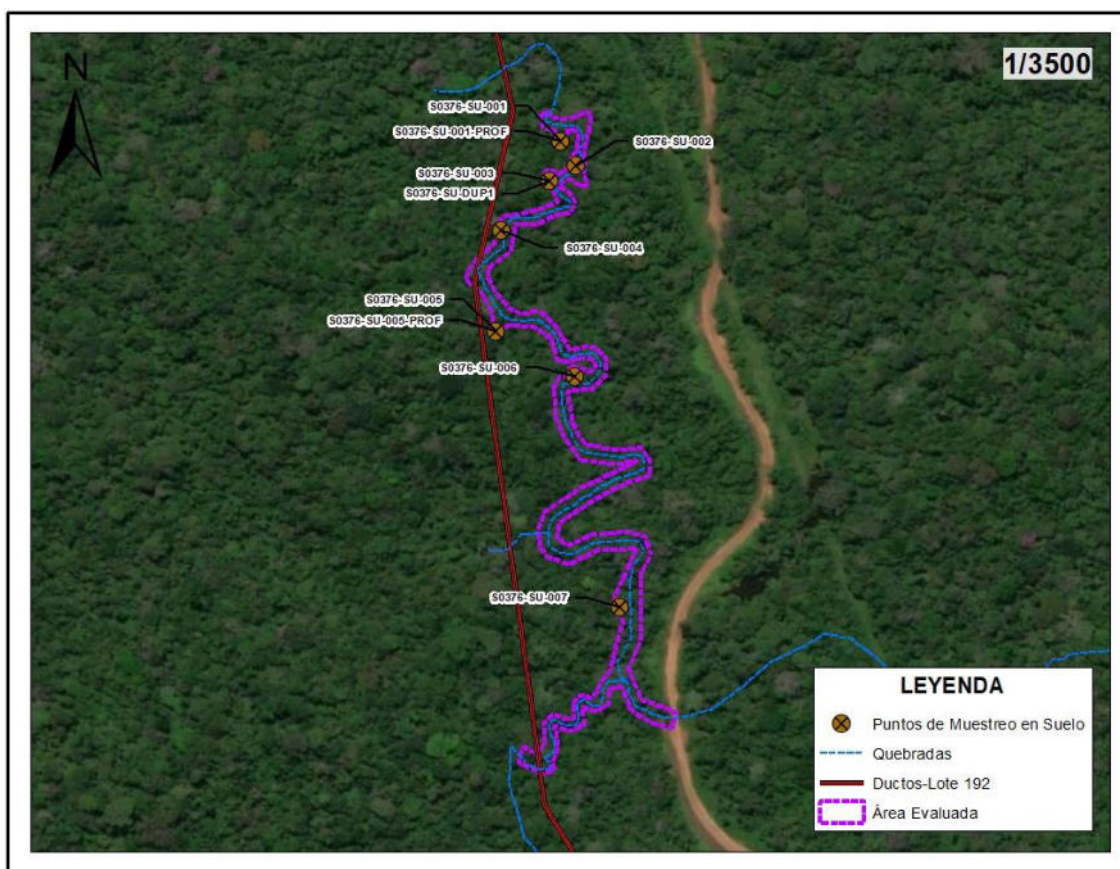 1/3500
N
S0376-SU-001
S0376-SU-001-PROF
S0376-SU-002
S0376-SU-003
S0376-SU-DUP1
S0376-SU-004
S0376-SU-005
S0376-SU-005-PROF
S0376-SU-006
S0376-SU-007
LEYENDA
Puntos de Muestreo en Suelo
Quebradas
Ductos-Lote 192
Área Evaluada